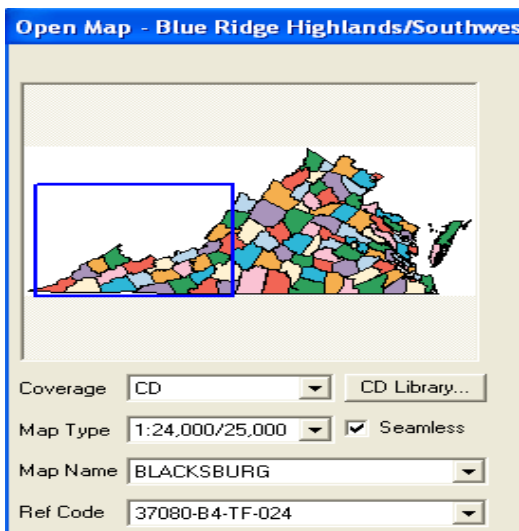 Open Map - Blue Ridge Highlands/Southwes
Coverage CD CD Library...
Map Type 1:24,000/25,000 Seamless
Map Name BLACKSBURG
Ref Code 37080-B4-TF-024